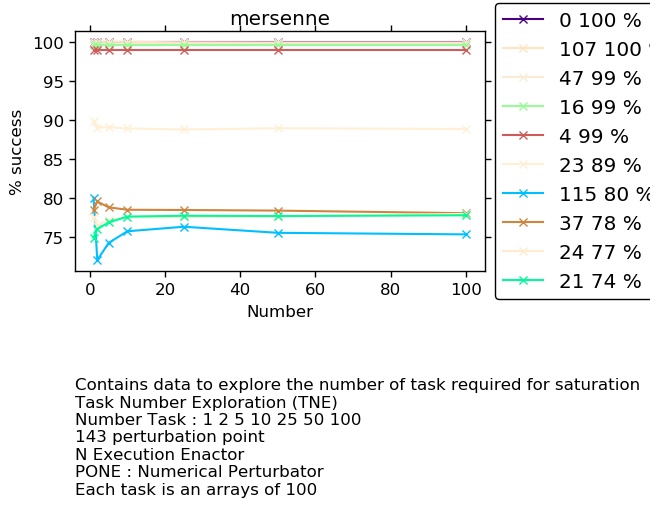 mersenne
% success
100
95
90
85
80
75
0
20
40
60
80
100
Number
0 100 %
107 100
47 99 %
16 99 %
4 99 %
23 89 %
115 80 %
37 78 %
24 77 %
21 74 %
Contains data to explore the number of task required for saturation
Task Number Exploration (TNE)
Number Task : 1 2 5 10 25 50 100
143 perturbation point
N Execution Enactor
PONE : Numerical Perturbator
Each task is an arrays of 100